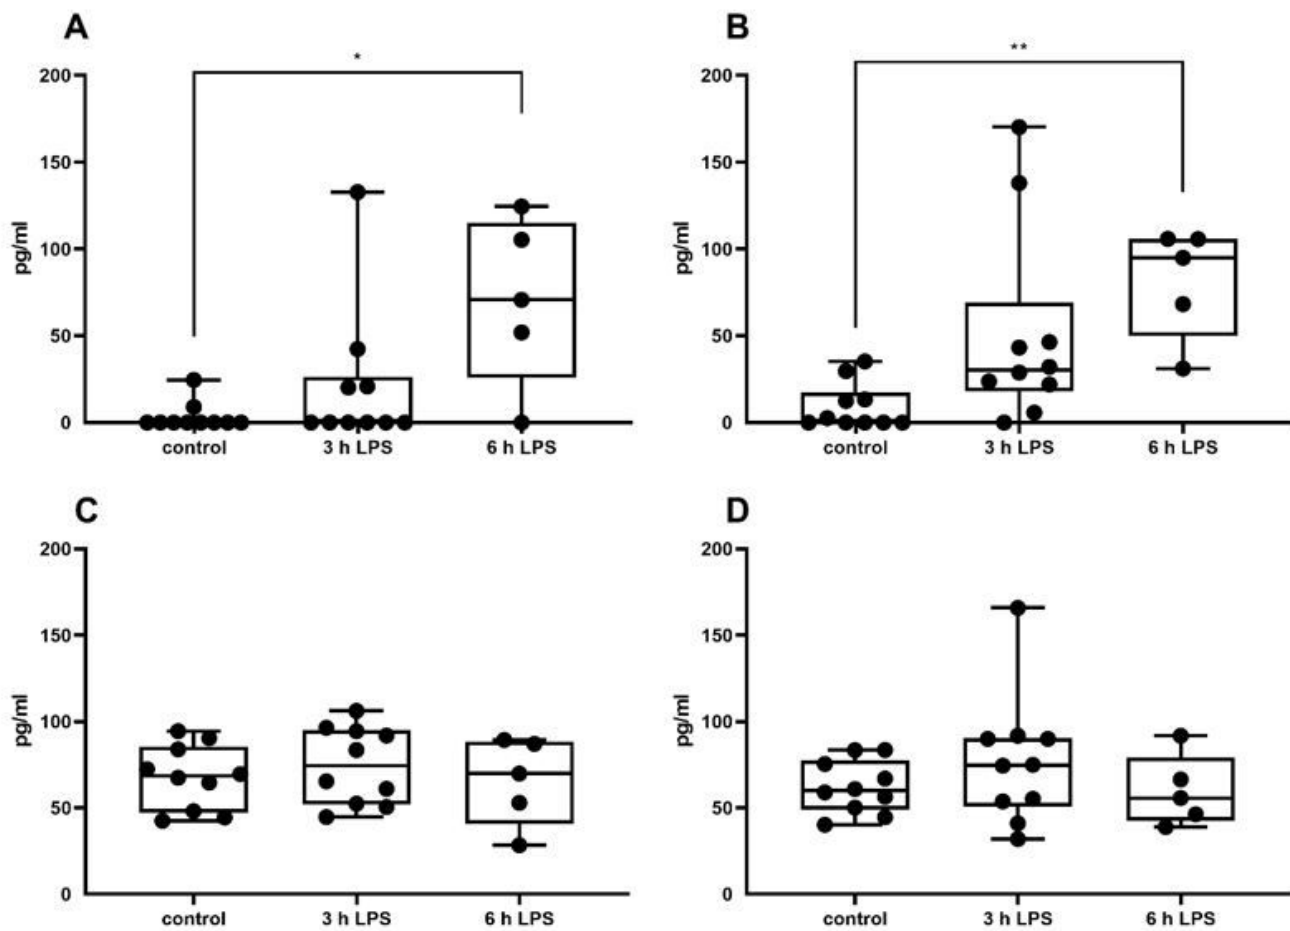 A
B
*
**
200
150
100
50
0
pg/ml
control
3 h LPS
6 h LPS
200
150
100
50
0
pg/ml
control
3 h LPS
6 h LPS
C
D
200
150
100
50
0
pg/ml
control
3 h LPS
6 h LPS
200
150
100
50
0
pg/ml
control
3 h LPS
6 h LPS